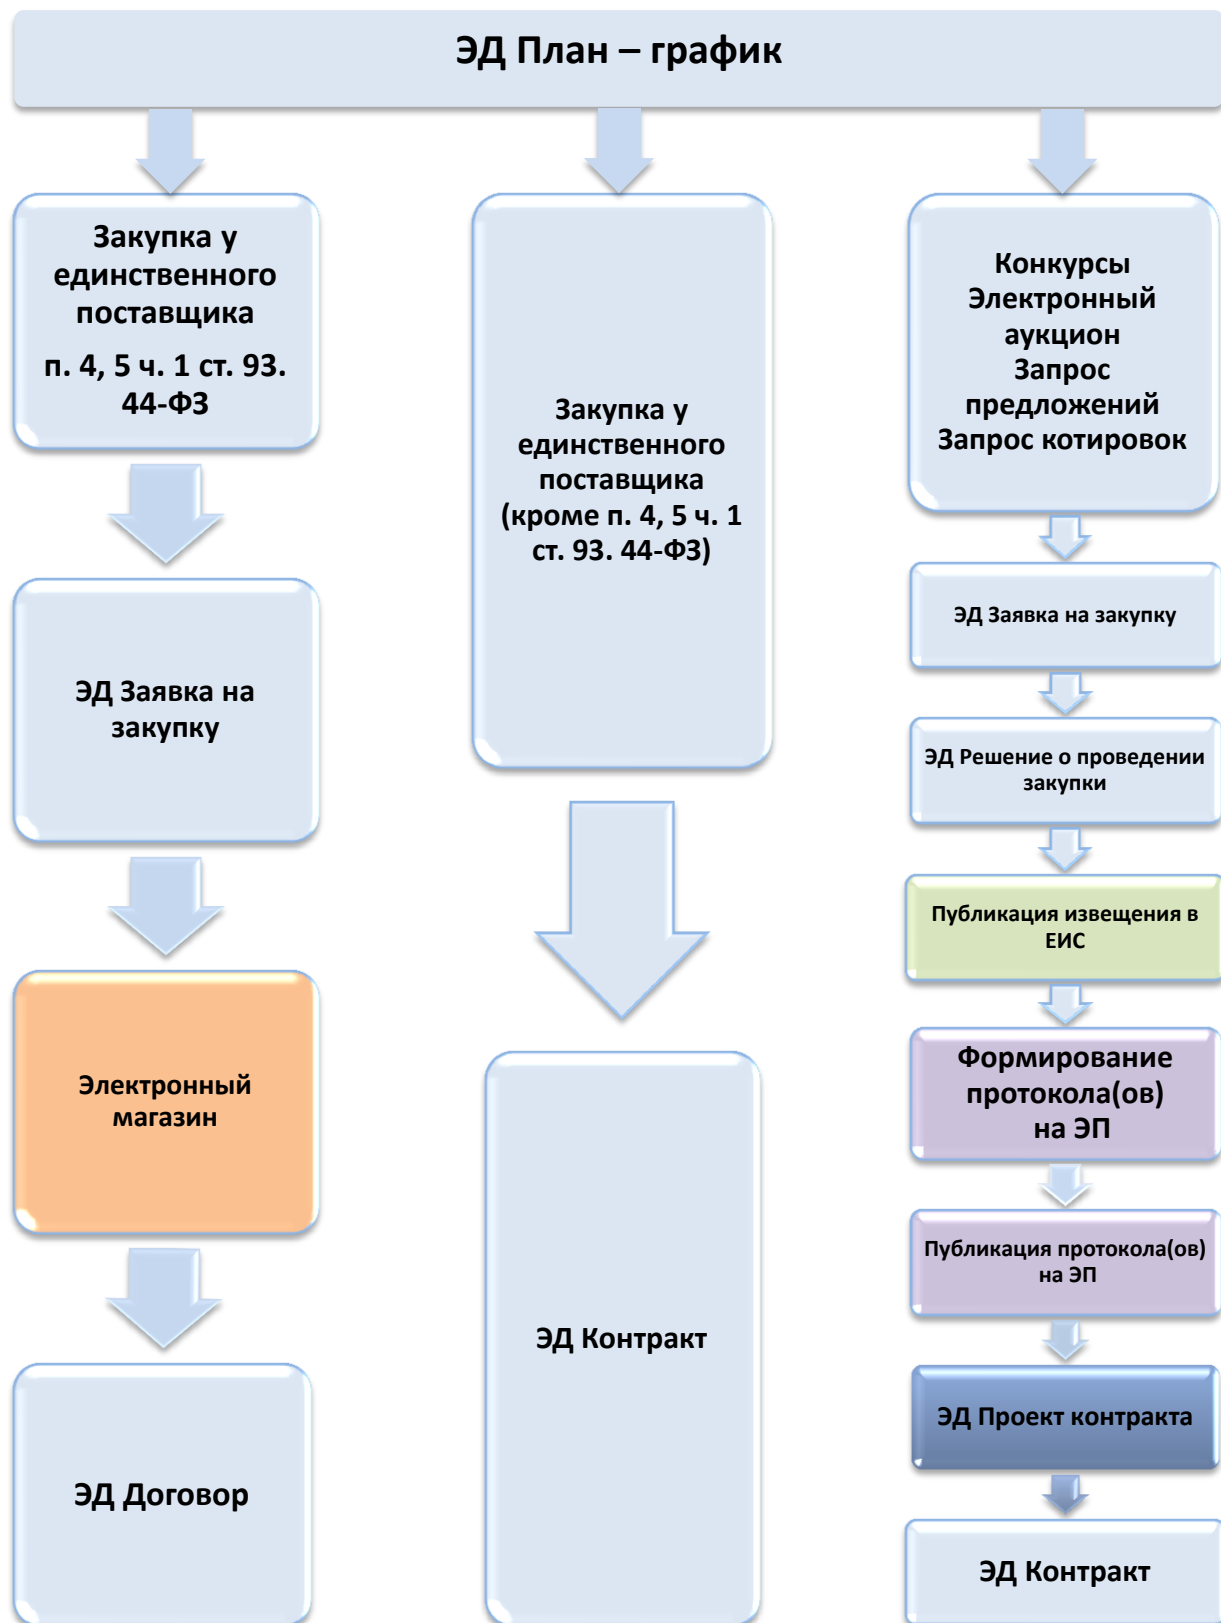 ЭД План – график
Закупка у
единственного
поставщика
п. 4, 5 ч. 1 ст. 93.
44-ФЗ
ЭД Заявка на
закупку
Электронный
магазин
ЭД Договор
Закупка у
единственного
поставщика
(кроме п. 4, 5 ч. 1
ст. 93. 44-ФЗ)
ЭД Контракт
Конкурсы
Электронный
аукцион
Запрос
предложений
Запрос котировок
ЭД Заявка на закупку
ЭД Решение о проведении
закупки
Публикация извещения в
ЕИС
Формирование
протокола(ов)
на ЭП
Публикация протокола(ов)
на ЭП
ЭД Проект контракта
ЭД Контракт